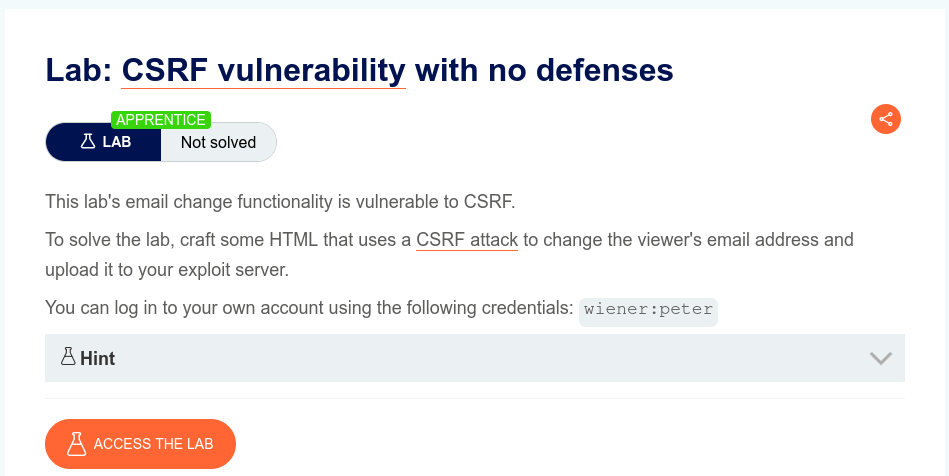 Lab: CSRF vulnerability with no defenses
APPRENTICE
LAB Not solved
This lab's email change functionality is vulnerable to CSRF.
To solve the lab, craft some HTML that uses a CSRF attack to change the viewer's email address and
upload it to your exploit server.
You can log in to your own account using the following credentials: wiener:peter
Hint
ACCESS THE LAB